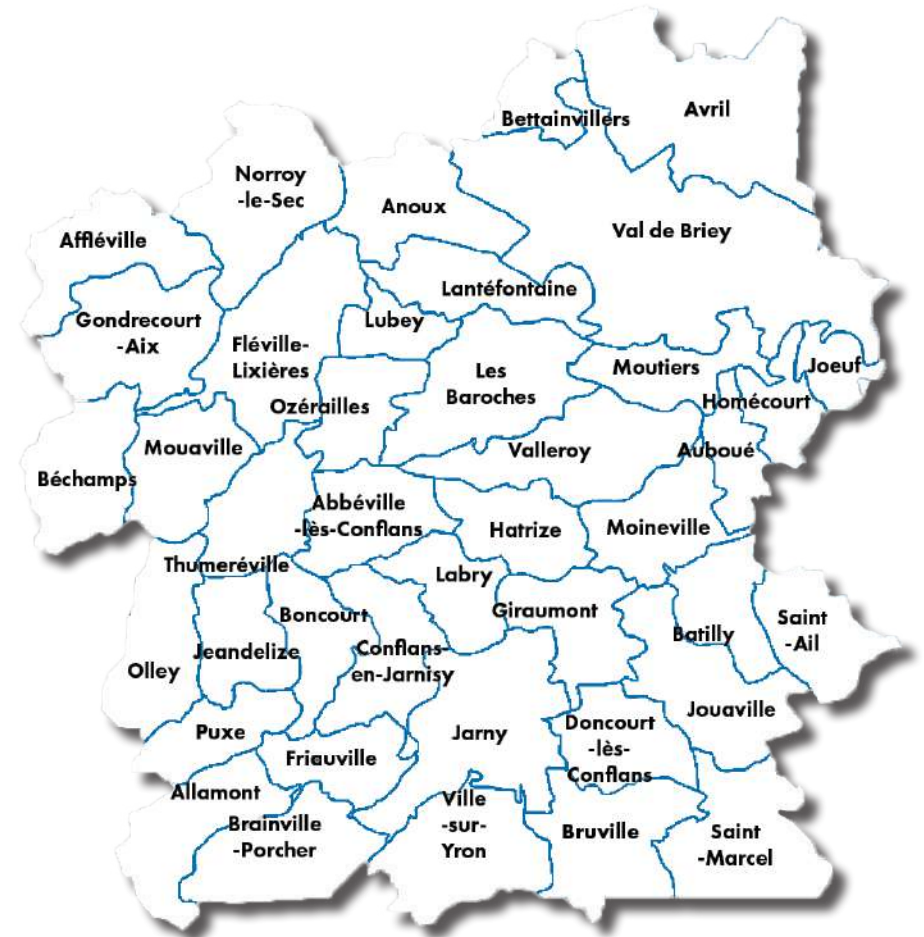 Bettainvillers
Avril
Norroy
-le-Sec
Anoux
Val de Briey
Affléville
Lantéfontaine
Gondrecourt
-Aix
Lubey
Fléville-
Lixières
Les
Baroches
Moutiers
Joeuf
Homécourt
Ozérailles
Mouaville
Valleroy
Auboué
Béchamps
Abbéville
-lès-Conflans
Hatrize
Moineville
Thumeréville
Labry
Boncourt
Giraumont
Saint
-Ail
Batilly
Jeandelize
Conflans-
en-Jarnisy
Olley
Jouaville
Puxe
Jarny
Doncourt
-lès-
Conflans
Friauville
Allamont
Ville
-sur-
Yron
Brainville
-Porcher
Bruville
Saint
-Marcel